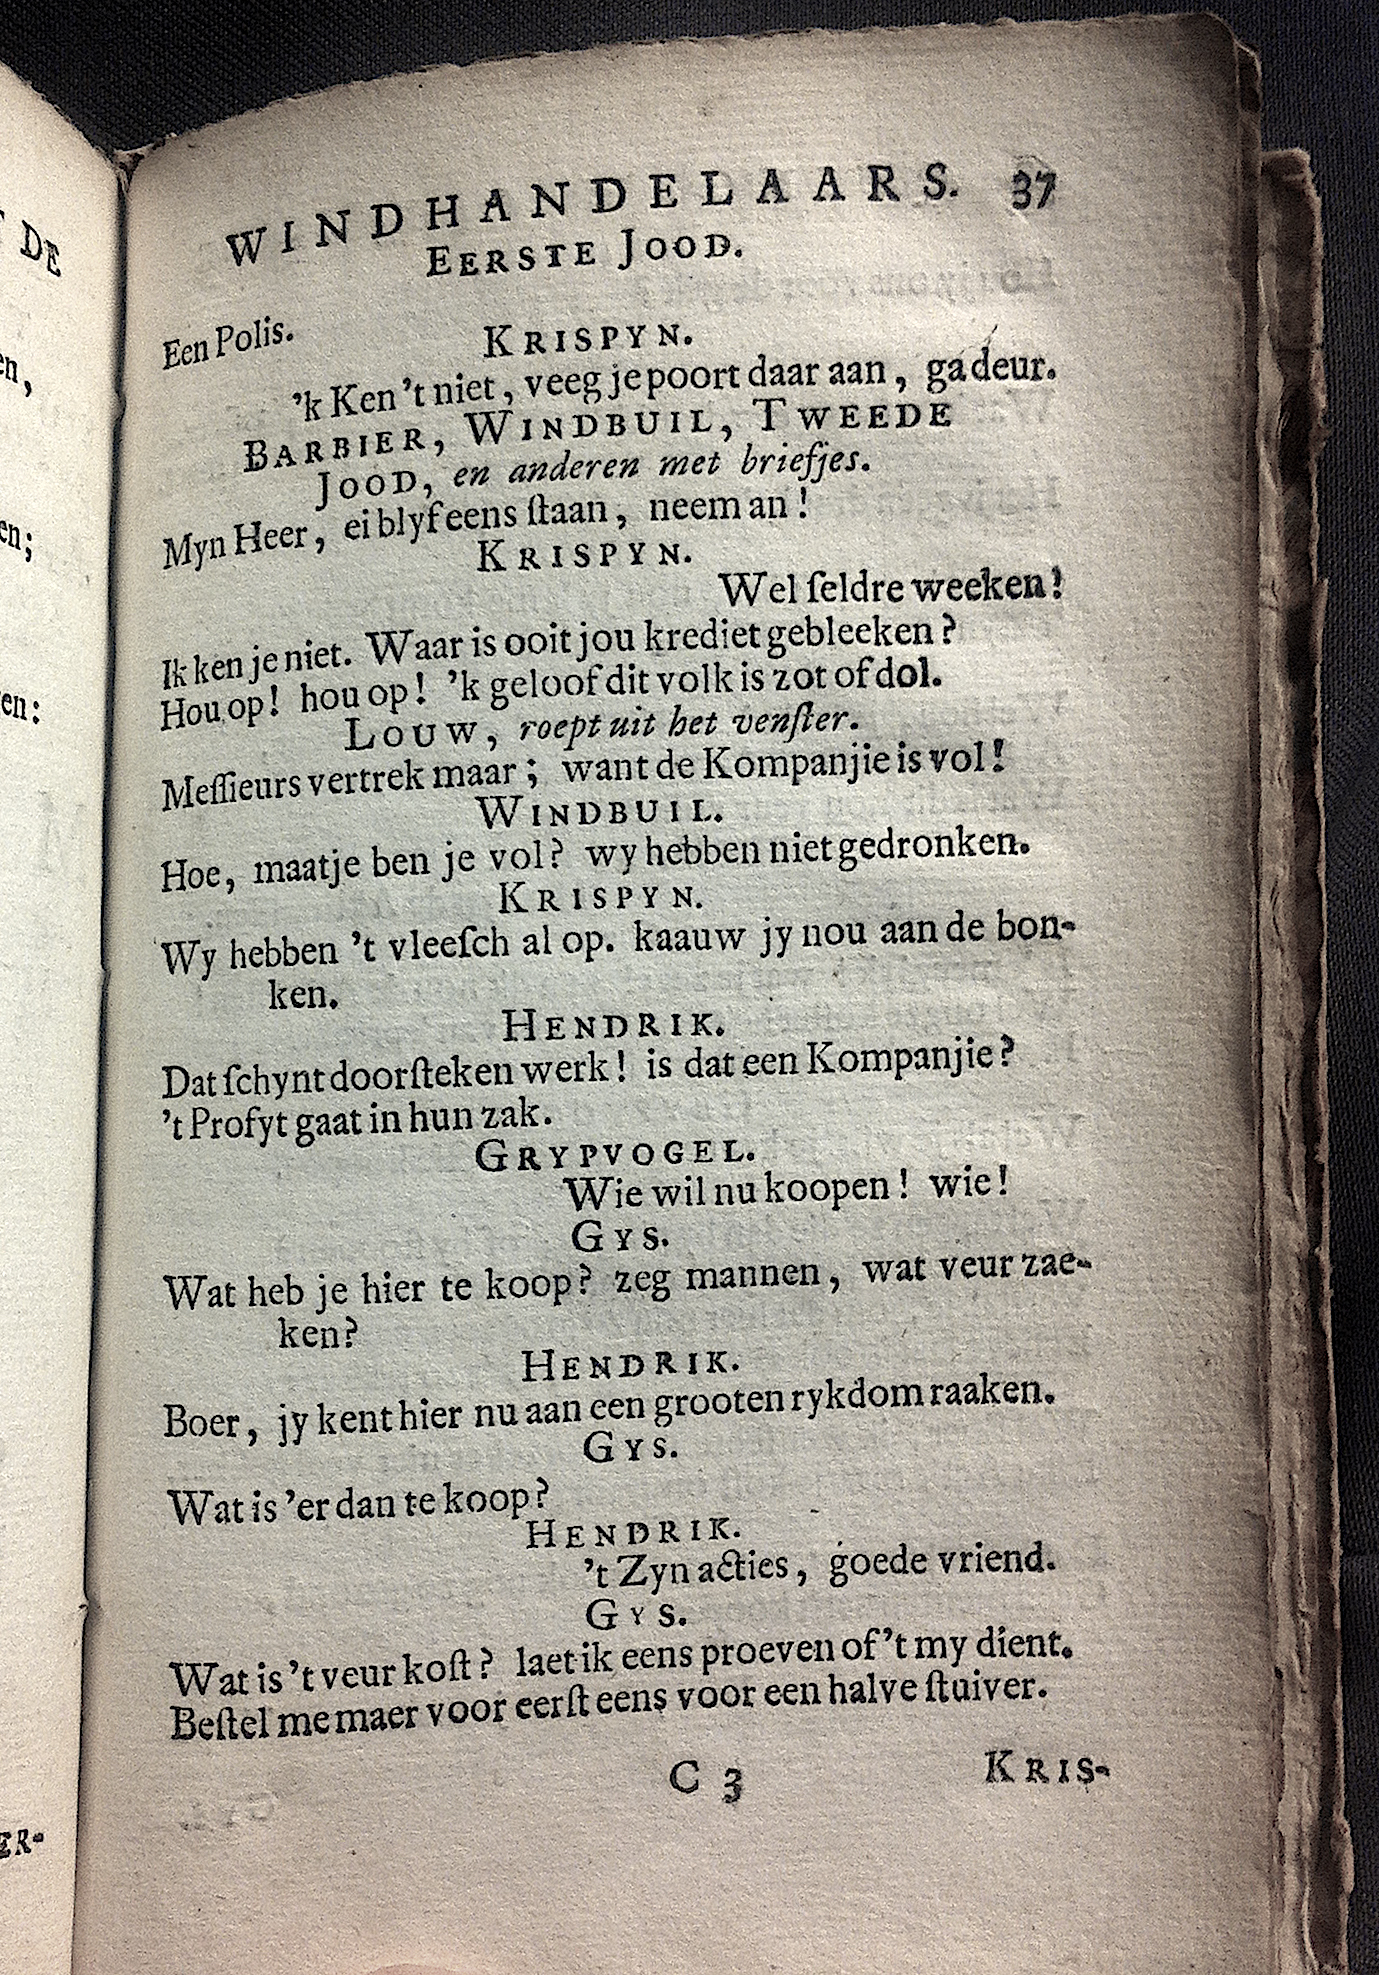 DE
en,
en;
en:
ER-
WINDHANDELAARS. 37
EERSTE JOOD.
Een Polis.
KRISPYN.
'k Ken 't niet, veeg je poort daar aan, ga deur.
BARBIER, WINDBUIL, TWEEDE
JOOD, en anderen met briefjes.
Myn Heer, ei blyf eens ſtaan, neem an!
KRISPYN.
Wel ſeldre weeken!
Ik ken je niet. Waar is ooit jou krediet gebleeken?
Hou op! hou op! 'k geloof dit volk is zot of dol.
LOUW, roept uit het venſter.
Meſſieurs vertrek maar; want de Kompanjie is vol!
WINDBUIL.
Hoe, maatje ben je vol? wy hebben niet gedronken.
KRISPYN.
Wy hebben 't vleeſch al op. kaauw jy nou aan de bon-
ken.
HENDRIK.
Dat ſchynt doorſteken werk! is dat een Kompanjie?
't Profyt gaat in hun zak.
GRYPVOGEL.
Wie wil nu koopen! wie!
GYS.
Wat heb je hier te koop? zeg mannen, wat veur zae-
ken?
HENDRIK.
Boer, jy kent hier nu aan een grooten rykdom raaken.
GYS.
Wat is 'er dan te koop?
HENDRIK.
't Zyn acties, goede vriend.
GYS.
Wat is 't veur koſt? laet ik eens proeven of 't my dient.
Beſtel me maer voor eerſt eens voor een halve ſtuiver.
C 3 KRIS-